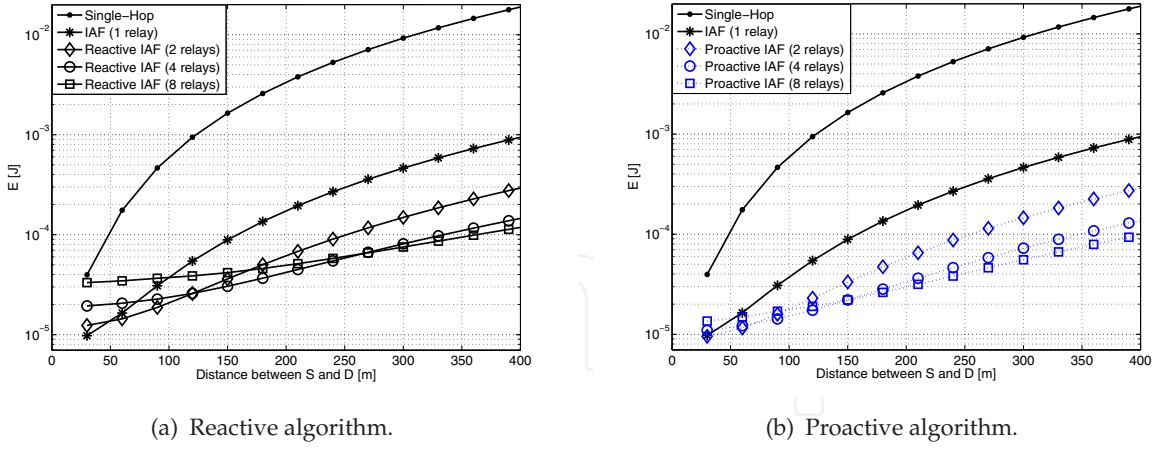 10⁻²
10⁻³
10⁻⁴
10⁻⁵
E [J]
Single−Hop
IAF (1 relay)
Reactive IAF (2 relays)
Reactive IAF (4 relays)
Reactive IAF (8 relays)
0 50 100 150 200 250 300 350 400
Distance between S and D [m]
(a) Reactive algorithm.
10⁻²
10⁻³
10⁻⁴
10⁻⁵
E [J]
Single−Hop
IAF (1 relay)
Proactive IAF (2 relays)
Proactive IAF (4 relays)
Proactive IAF (8 relays)
0 50 100 150 200 250 300 350 400
Distance between S and D [m]
(b) Proactive algorithm.